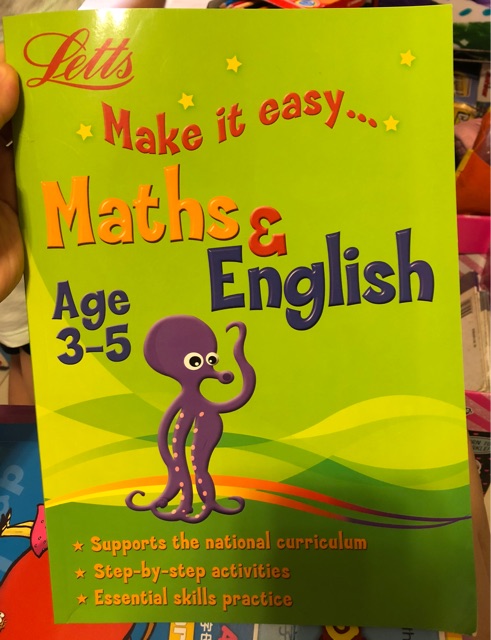 Letts
Make it easy...
Maths &
English
Age
3–5
★ Supports the national curriculum
★ Step-by-step activities
★ Essential skills practice